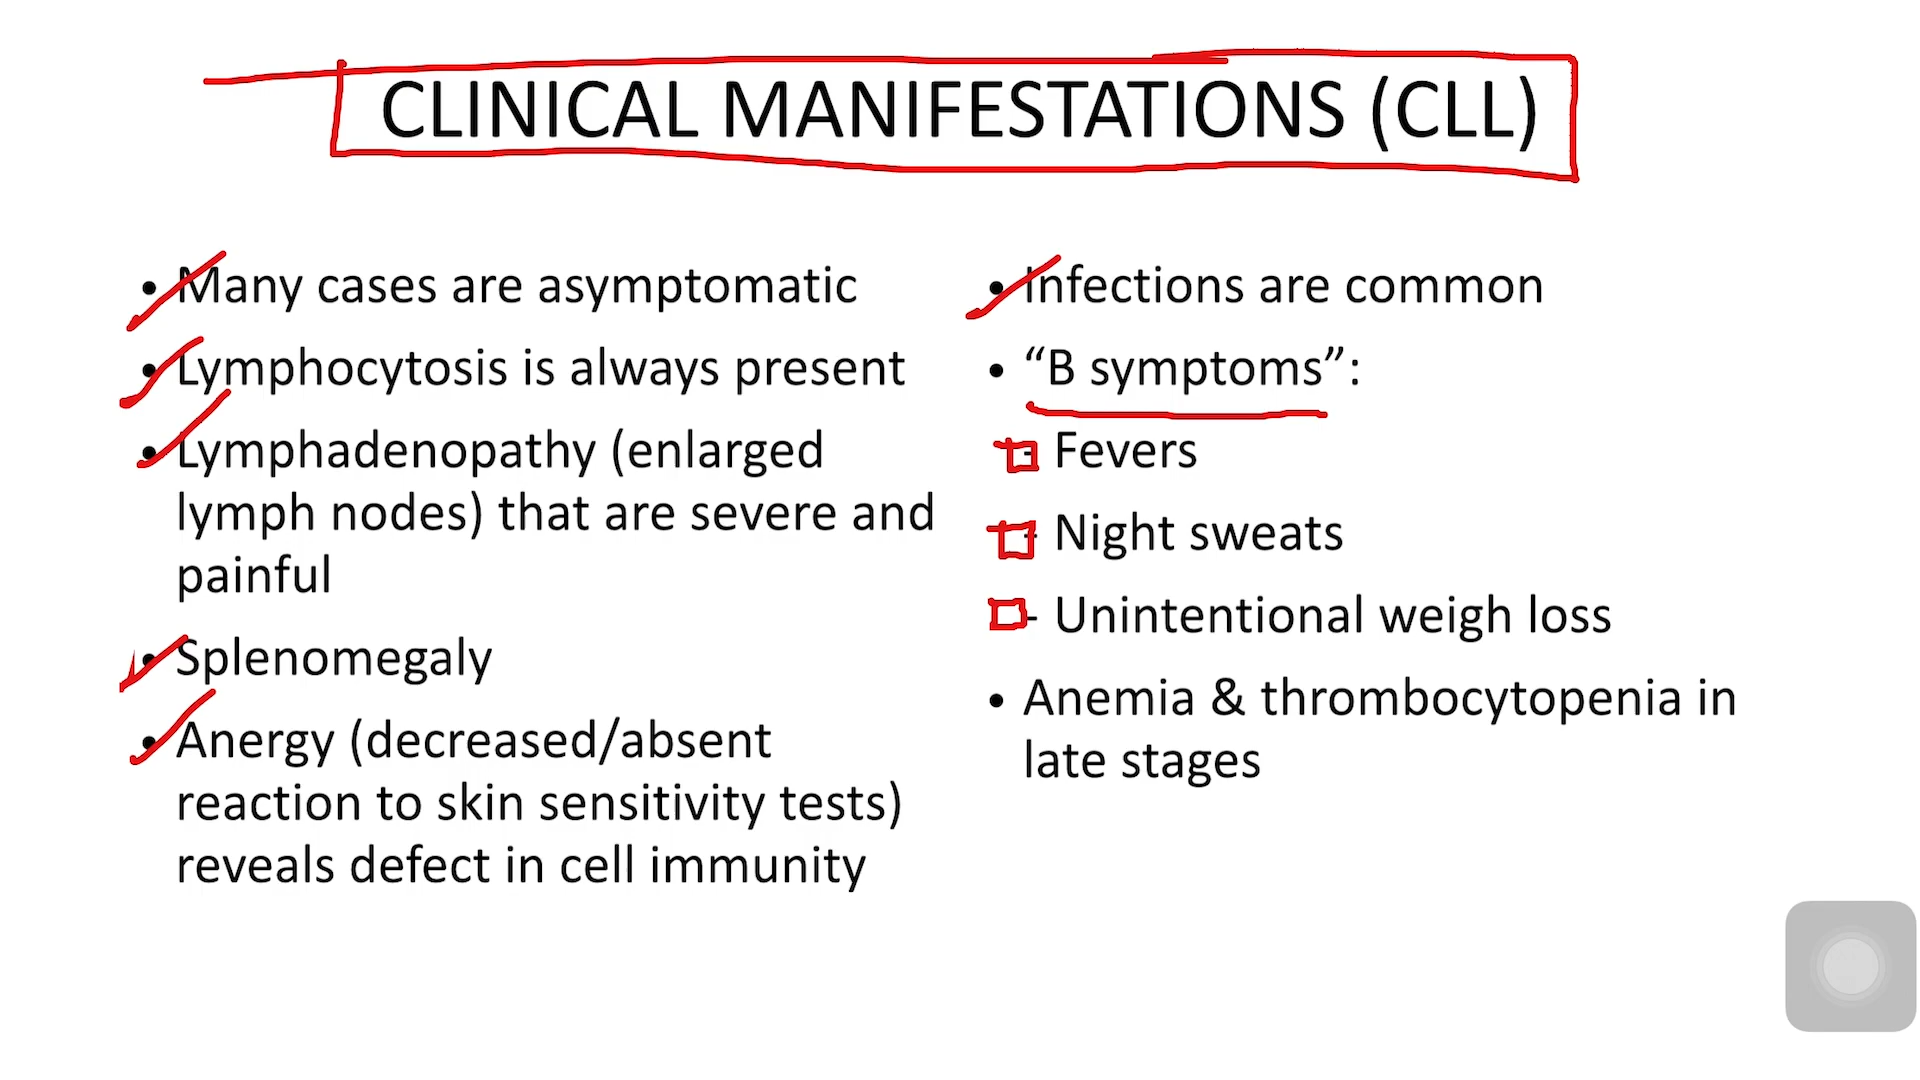 CLINICAL MANIFESTATIONS (CLL)
• Many cases are asymptomatic
• Lymphocytosis is always present
• Lymphadenopathy (enlarged
lymph nodes) that are severe and
painful
• Splenomegaly
• Anergy (decreased/absent
reaction to skin sensitivity tests)
reveals defect in cell immunity
• Infections are common
• “B symptoms”:
- Fevers
- Night sweats
- Unintentional weigh loss
• Anemia & thrombocytopenia in
late stages